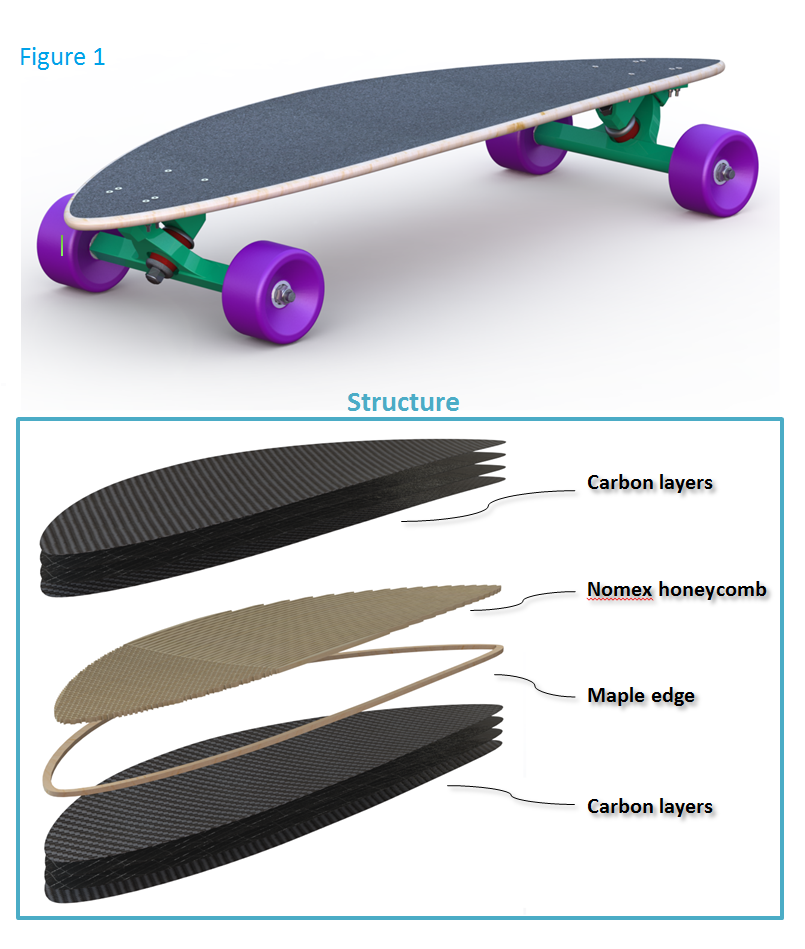 Figure 1
Structure
Carbon layers
Nomex honeycomb
Maple edge
Carbon layers